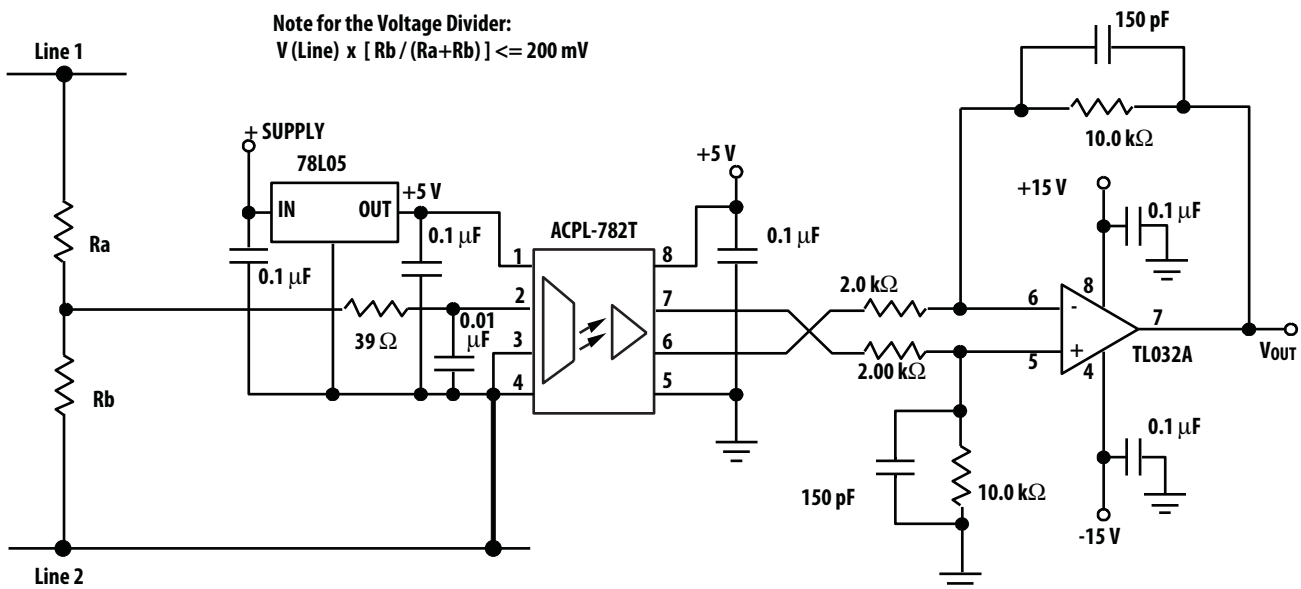 Note for the Voltage Divider:
V (Line) x [ Rb / (Ra+Rb) ] <= 200 mV
150 pF
Line 1
10.0 kΩ
+ SUPPLY
78L05
+5 V
+5 V
+15 V
IN
OUT
ACPL-782T
0.1 μF
0.1 μF
0.1 μF
0.1 μF
Ra
1
2
3
4
8
7
6
5
2.0 kΩ
2.00 kΩ
39 Ω
0.01
μF
6
5
-
+
8
4
7
TL032A
VOUT
Rb
0.1 μF
150 pF
10.0 kΩ
-15 V
Line 2